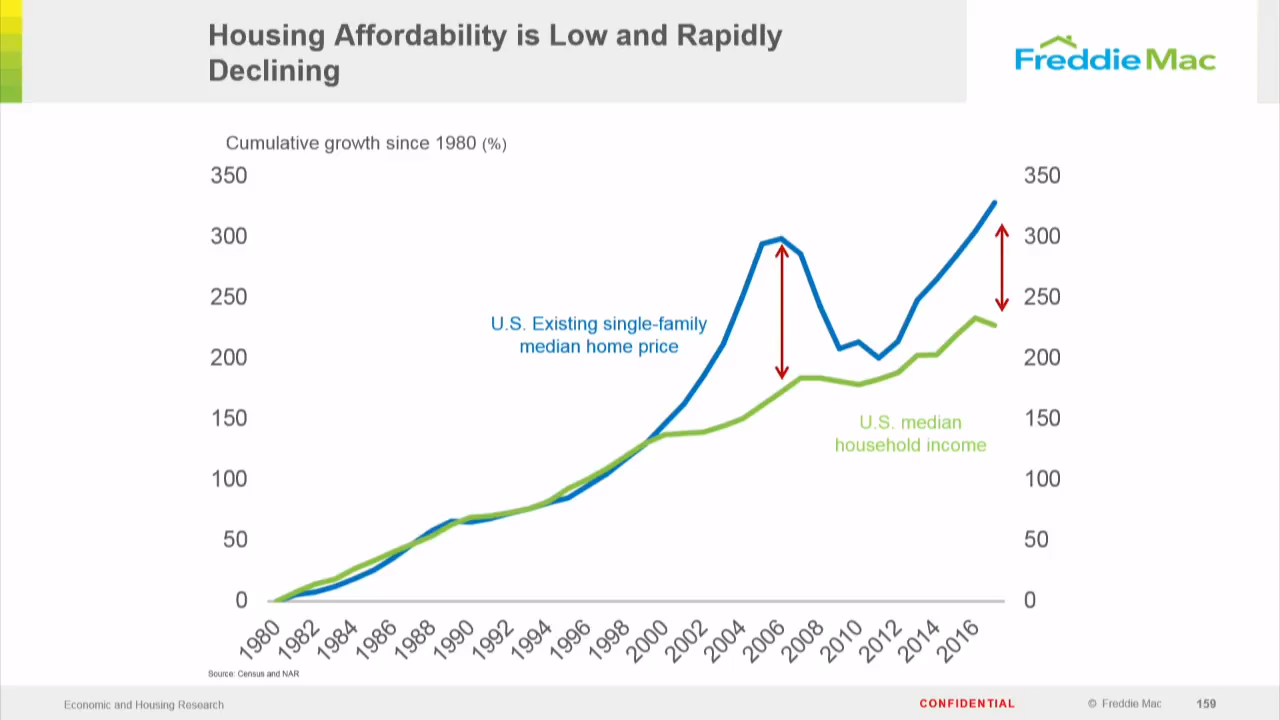 Housing Affordability is Low and Rapidly
Declining
Freddie Mac
Cumulative growth since 1980 (%)
350
300
250
200
150
100
50
0
350
300
250
200
150
100
50
0
U.S. Existing single-family
median home price
U.S. median
household income
1980 1982 1984 1986 1988 1990 1992 1994 1996 1998 2000 2002 2004 2006 2008 2010 2012 2014 2016
Source: Census and NAR
Economic and Housing Research CONFIDENTIAL © Freddie Mac 159